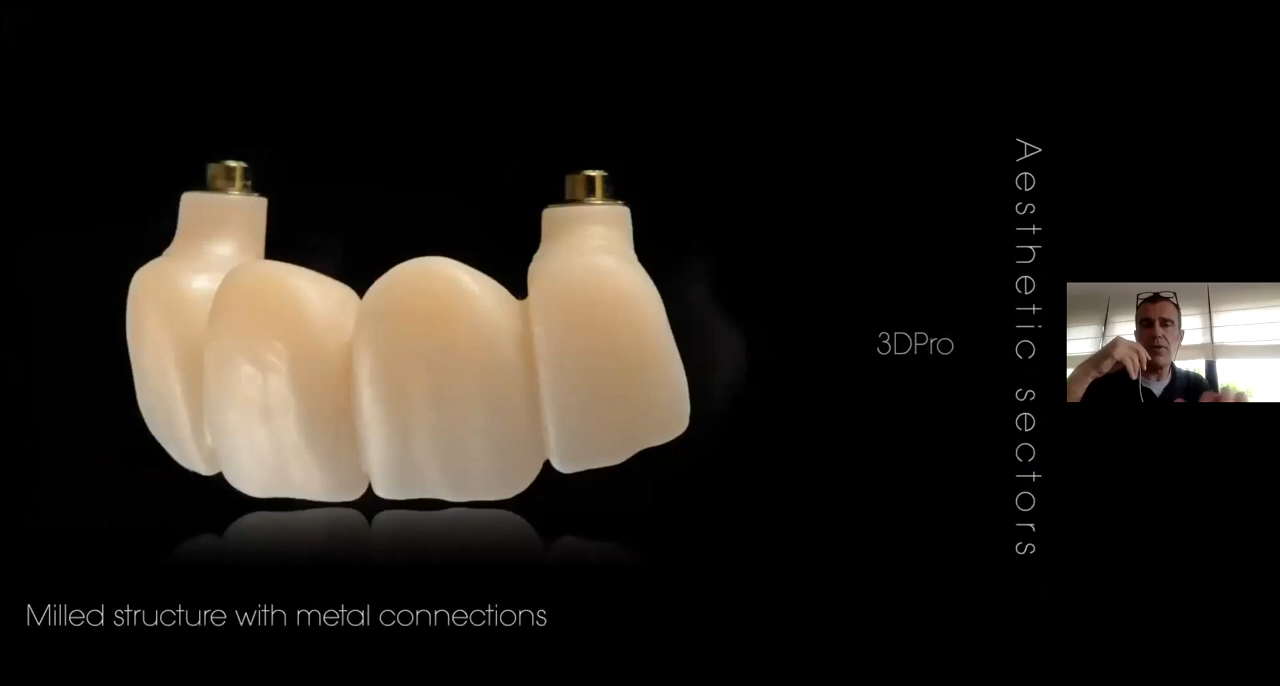 3DPro
Aesthetic sectors
Milled structure with metal connections